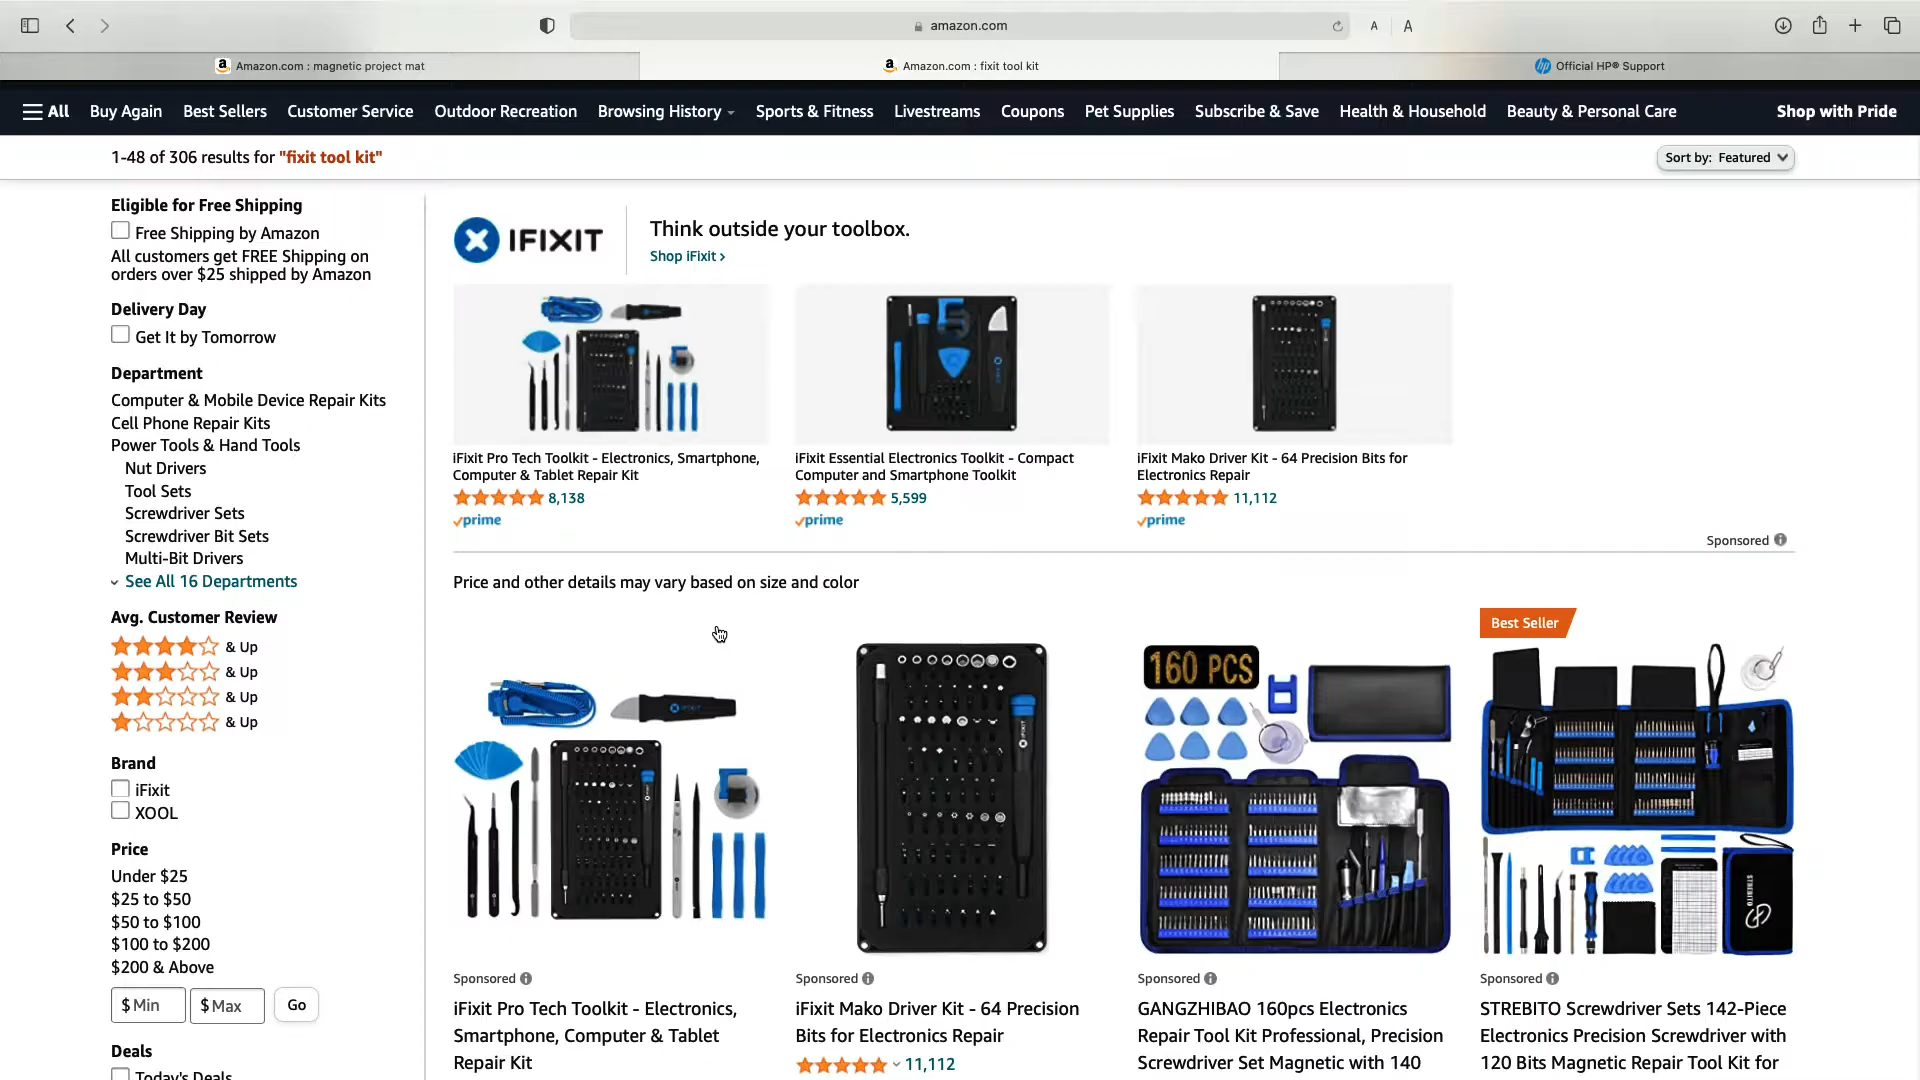 amazon.com
A
A
Amazon.com : magnetic project mat
Amazon.com : fixit tool kit
Official HP® Support
All
Buy Again
Best Sellers
Customer Service
Outdoor Recreation
Browsing History
Sports & Fitness
Livestreams
Coupons
Pet Supplies
Subscribe & Save
Health & Household
Beauty & Personal Care
Shop with Pride
1-48 of 306 results for "fixit tool kit"
Sort by: Featured
Eligible for Free Shipping
Free Shipping by Amazon
All customers get FREE Shipping on
orders over $25 shipped by Amazon
Delivery Day
Get It by Tomorrow
Department
Computer & Mobile Device Repair Kits
Cell Phone Repair Kits
Power Tools & Hand Tools
Nut Drivers
Tool Sets
Screwdriver Sets
Screwdriver Bit Sets
Multi-Bit Drivers
See All 16 Departments
Avg. Customer Review
& Up
& Up
& Up
& Up
Brand
iFixit
XOOL
Price
Under $25
$25 to $50
$50 to $100
$100 to $200
$200 & Above
$ Min
$ Max
Go
Deals
Today's Deals
IFIXIT
Think outside your toolbox.
Shop iFixit ›
iFixit Pro Tech Toolkit - Electronics, Smartphone,
Computer & Tablet Repair Kit
8,138
prime
iFixit Essential Electronics Toolkit - Compact
Computer and Smartphone Toolkit
5,599
prime
iFixit Mako Driver Kit - 64 Precision Bits for
Electronics Repair
11,112
prime
Sponsored
Price and other details may vary based on size and color
Best Seller
IFIXIT
IFIXIT
160 PCS
STREBITO
Sponsored
iFixit Pro Tech Toolkit - Electronics,
Smartphone, Computer & Tablet
Repair Kit
Sponsored
iFixit Mako Driver Kit - 64 Precision
Bits for Electronics Repair
11,112
Sponsored
GANGZHIBAO 160pcs Electronics
Repair Tool Kit Professional, Precision
Screwdriver Set Magnetic with 140
Sponsored
STREBITO Screwdriver Sets 142-Piece
Electronics Precision Screwdriver with
120 Bits Magnetic Repair Tool Kit for